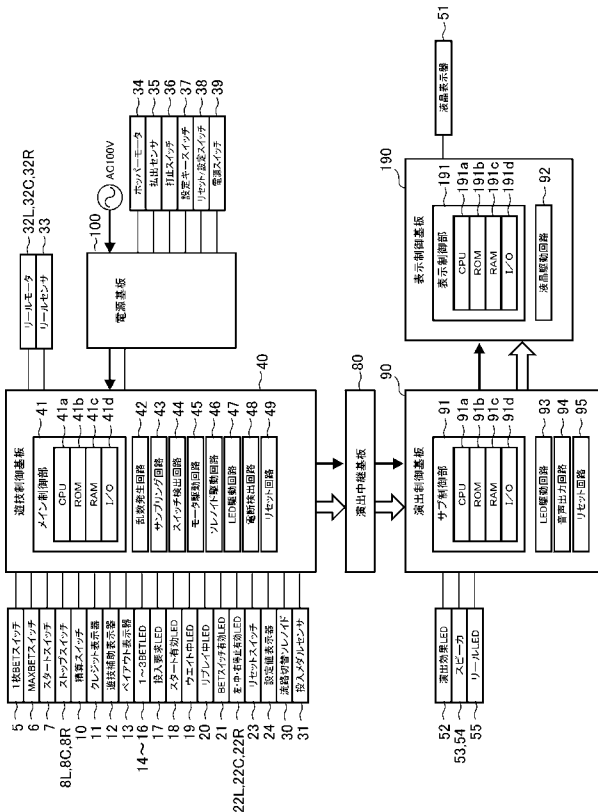 5 1枚BETスイッチ
6 MAXBETスイッチ
7 スタートスイッチ
8L,8C,8R ストップスイッチ
10 精算スイッチ
11 クレジット表示器
12 遊技補助表示器
13 ペイアウト表示器
14～16 1～3BETLED
17 投入要求LED
18 スタート有効LED
19 ウエイト中LED
20 リプレイ中LED
21 BETスイッチ有効LED
22L,22C,22R 左・中・右停止有効LED
23 リセットスイッチ
24 設定値表示器
30 流路切替ソレノイド
31 投入メダルセンサ
遊技制御基板
40
メイン制御部 41
CPU 41a
ROM 41b
RAM 41c
I/O 41d
乱数発生回路 42
サンプリング回路 43
スイッチ検出回路 44
モータ駆動回路 45
ソレノイド駆動回路 46
LED駆動回路 47
電断検出回路 48
リセット回路 49
リールモータ 32L,32C,32R
リールセンサ 33
電源基板
100
AC100V
ホッパーモータ 34
払出センサ 35
打止スイッチ 36
設定キースイッチ 37
リセット/設定スイッチ 38
電源スイッチ 39
演出中継基板
80
52 演出効果LED
53,54 スピーカ
55 リールLED
演出制御基板
90
サブ制御部 91
CPU 91a
ROM 91b
RAM 91c
I/O 91d
LED駆動回路 93
音声出力回路 94
リセット回路 95
表示制御基板
190
表示制御部 191
CPU 191a
ROM 191b
RAM 191c
I/O 191d
液晶駆動回路 92
液晶表示器 51